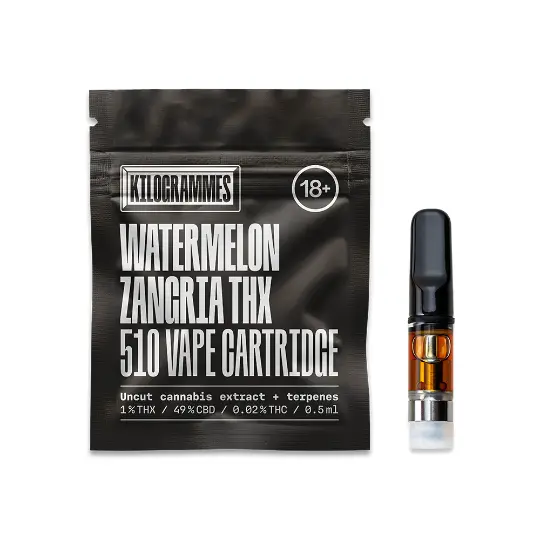 KILOGRAMMES
18+
WATERMELON
ZANGRIA THX
510 VAPE CARTRIDGE
Uncut cannabis extract + terpenes
1%THX / 49%CBD / 0.02%THC / 0.5ml